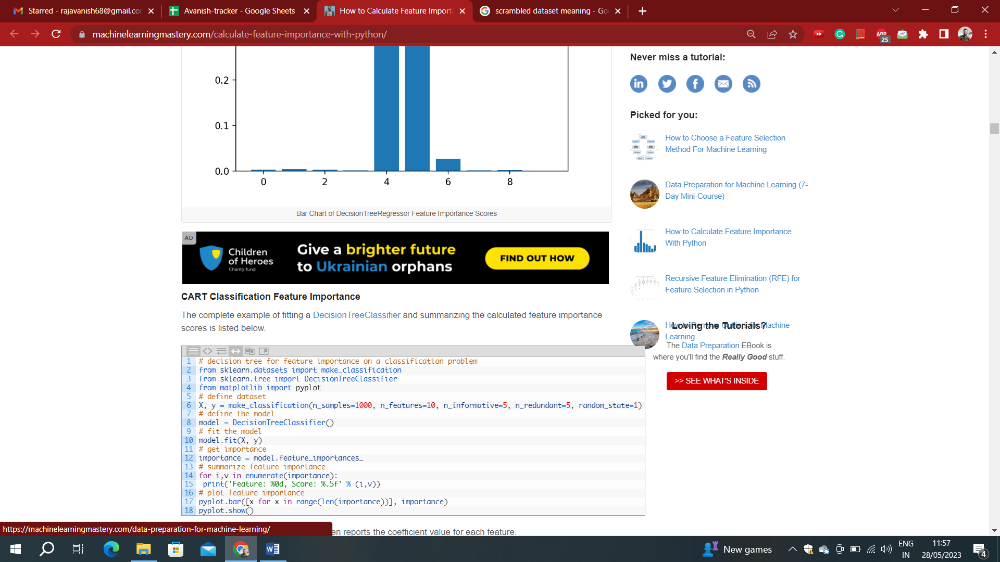 Starred - rajavanish68@gmail.cor
Avanish-tracker - Google Sheets
How to Calculate Feature Importa
scrambled dataset meaning - Go
machinelearningmastery.com/calculate-feature-importance-with-python/
ABP
25
0.2
0.1
0.0
0 2 4 6 8
Bar Chart of DecisionTreeRegressor Feature Importance Scores
AD
Children
of Heroes
Charity fund
Give a brighter future
to Ukrainian orphans
FIND OUT HOW
CART Classification Feature Importance
The complete example of fitting a DecisionTreeClassifier and summarizing the calculated feature importance
scores is listed below.
1 # decision tree for feature importance on a classification problem
2 from sklearn.datasets import make_classification
3 from sklearn.tree import DecisionTreeClassifier
4 from matplotlib import pyplot
5 # define dataset
6 X, y = make_classification(n_samples=1000, n_features=10, n_informative=5, n_redundant=5, random_state=1)
7 # define the model
8 model = DecisionTreeClassifier()
9 # fit the model
10 model.fit(X, y)
11 # get importance
12 importance = model.feature_importances_
13 # summarize feature importance
14 for i,v in enumerate(importance):
15 print('Feature: %0d, Score: %.5f' % (i,v))
16 # plot feature importance
17 pyplot.bar([x for x in range(len(importance))], importance)
18 pyplot.show()
en reports the coefficient value for each feature.
Never miss a tutorial:
Picked for you:
How to Choose a Feature Selection
Method For Machine Learning
Data Preparation for Machine Learning (7-
Day Mini-Course)
How to Calculate Feature Importance
With Python
Recursive Feature Elimination (RFE) for
Feature Selection in Python
How to Remove Outliers for Machine
Learning
Loving the Tutorials?
The Data Preparation EBook is
where you'll find the Really Good stuff.
>> SEE WHAT'S INSIDE
https://machinelearningmastery.com/data-preparation-for-machine-learning/
New games
ENG
IN
11:57
28/05/2023
4